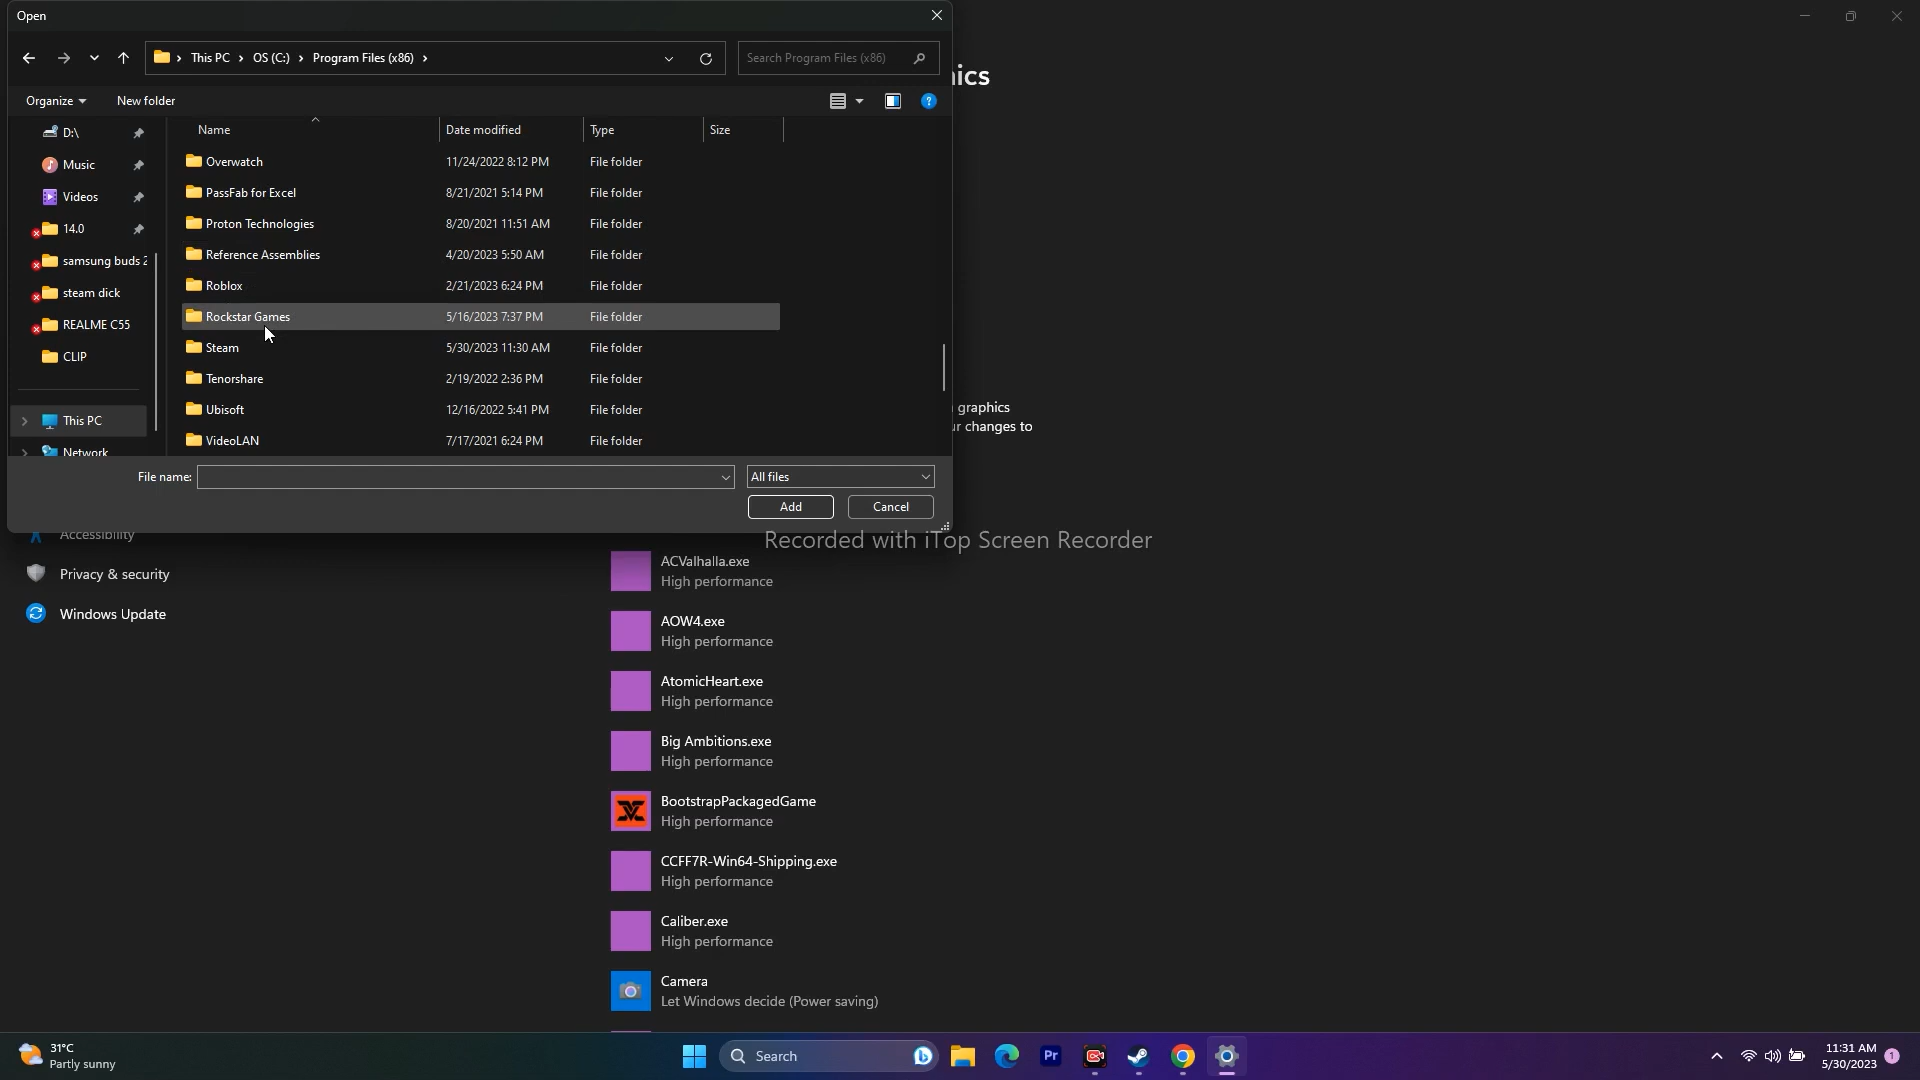 Open
This PC > OS (C:) > Program Files (x86) >
Search Program Files (x86)
Organize
New folder
Name
Date modified
Type
Size
D:\
Music
Videos
14.0
samsung buds 2
steam dick
REALME C55
CLIP
This PC
Network
Overwatch 11/24/2022 8:12 PM File folder
PassFab for Excel 8/21/2021 5:14 PM File folder
Proton Technologies 8/20/2021 11:51 AM File folder
Reference Assemblies 4/20/2023 5:50 AM File folder
Roblox 2/21/2023 6:24 PM File folder
Rockstar Games 5/16/2023 7:37 PM File folder
Steam 5/30/2023 11:30 AM File folder
Tenorshare 2/19/2022 2:36 PM File folder
Ubisoft 12/16/2022 5:41 PM File folder
VideoLAN 7/17/2021 6:24 PM File folder
File name:
All files
Add
Cancel
ics
graphics
ur changes to
Recorded with iTop Screen Recorder
Accessibility
Privacy & security
Windows Update
ACValhalla.exe
High performance
AOW4.exe
High performance
AtomicHeart.exe
High performance
Big Ambitions.exe
High performance
BootstrapPackagedGame
High performance
CCFF7R-Win64-Shipping.exe
High performance
Caliber.exe
High performance
Camera
Let Windows decide (Power saving)
31°C
Partly sunny
Search
Pr
11:31 AM
5/30/2023
1